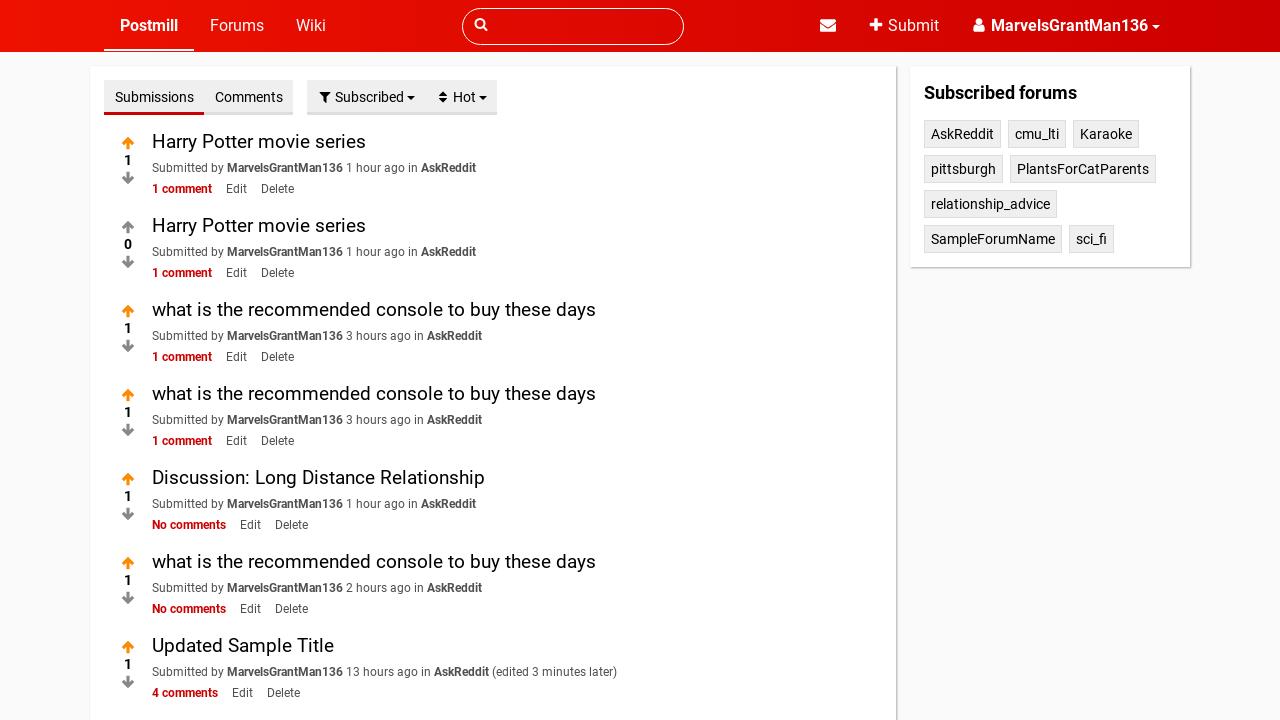 Postmill Forums Wiki Submit MarvelsGrantMan136
Submissions Comments Subscribed Hot
Harry Potter movie series
1
Submitted by MarvelsGrantMan136 1 hour ago in AskReddit
1 comment Edit Delete
Harry Potter movie series
0
Submitted by MarvelsGrantMan136 1 hour ago in AskReddit
1 comment Edit Delete
what is the recommended console to buy these days
1
Submitted by MarvelsGrantMan136 3 hours ago in AskReddit
1 comment Edit Delete
what is the recommended console to buy these days
1
Submitted by MarvelsGrantMan136 3 hours ago in AskReddit
1 comment Edit Delete
Discussion: Long Distance Relationship
1
Submitted by MarvelsGrantMan136 1 hour ago in AskReddit
No comments Edit Delete
what is the recommended console to buy these days
1
Submitted by MarvelsGrantMan136 2 hours ago in AskReddit
No comments Edit Delete
Updated Sample Title
1
Submitted by MarvelsGrantMan136 13 hours ago in AskReddit (edited 3 minutes later)
4 comments Edit Delete
Subscribed forums
AskReddit cmu_lti Karaoke
pittsburgh PlantsForCatParents
relationship_advice
SampleForumName sci_fi